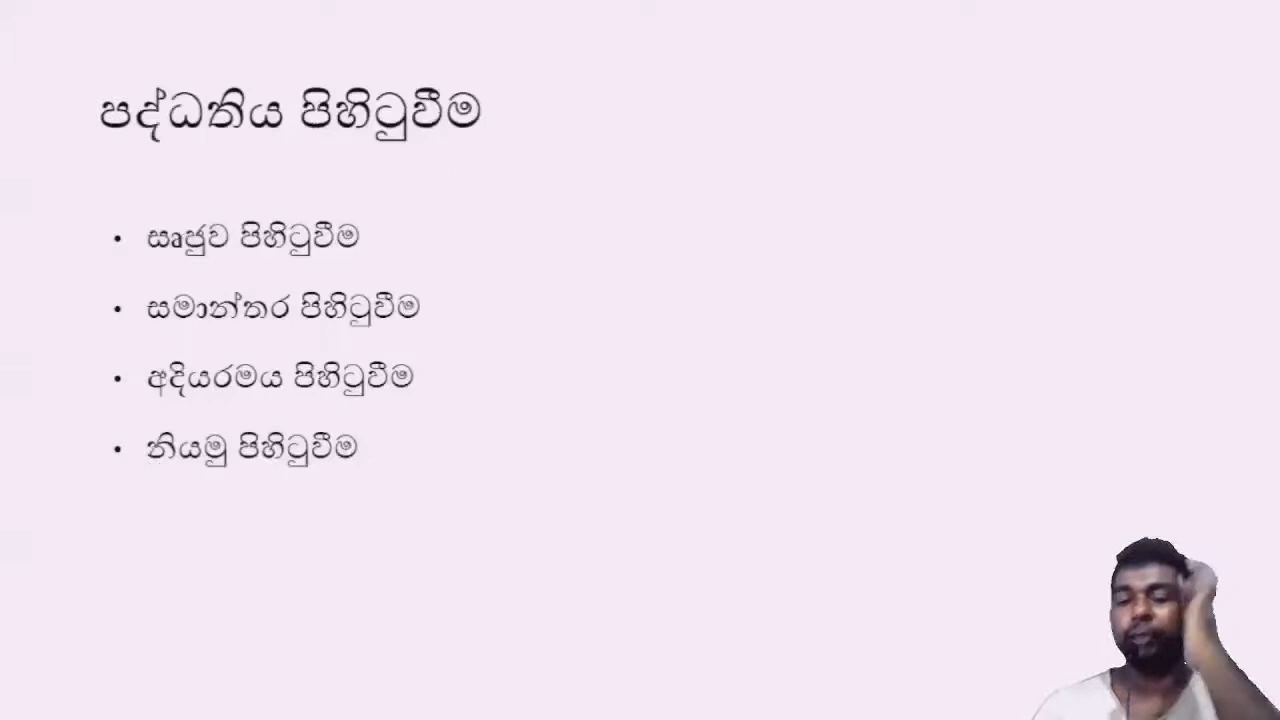 පද්ධතිය පිහිටුවීම
• සෘජුව පිහිටුවීම
• සමාන්තර පිහිටුවීම
• අදියරමය පිහිටුවීම
• නියමු පිහිටුවීම